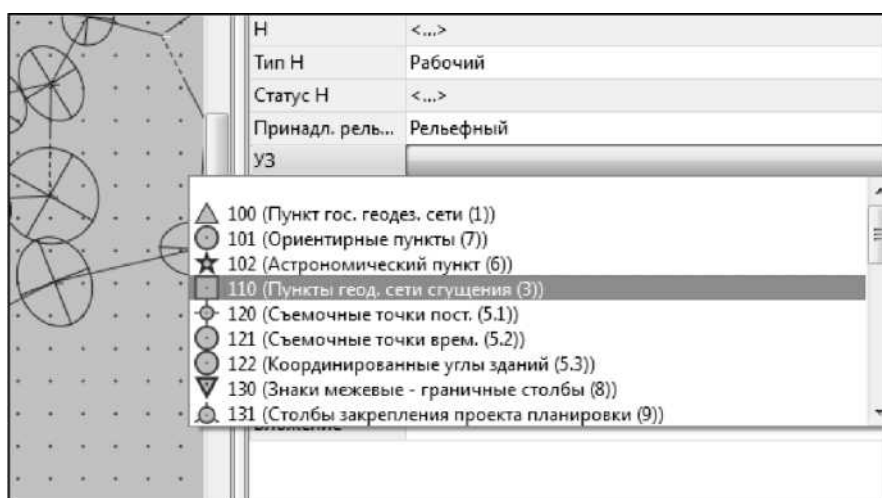 Н <...>
Тип Н Рабочий
Статус Н <...>
Принадл. рель... Рельефный
УЗ
100 (Пункт гос. геодез. сети (1))
101 (Ориентирные пункты (7))
102 (Астрономический пункт (6))
110 (Пункты геод. сети сгущения (3))
120 (Съемочные точки пост. (5.1))
121 (Съемочные точки врем. (5.2))
122 (Координированные углы зданий (5.3))
130 (Знаки межевые - граничные столбы (8))
131 (Столбы закрепления проекта планировки (9))